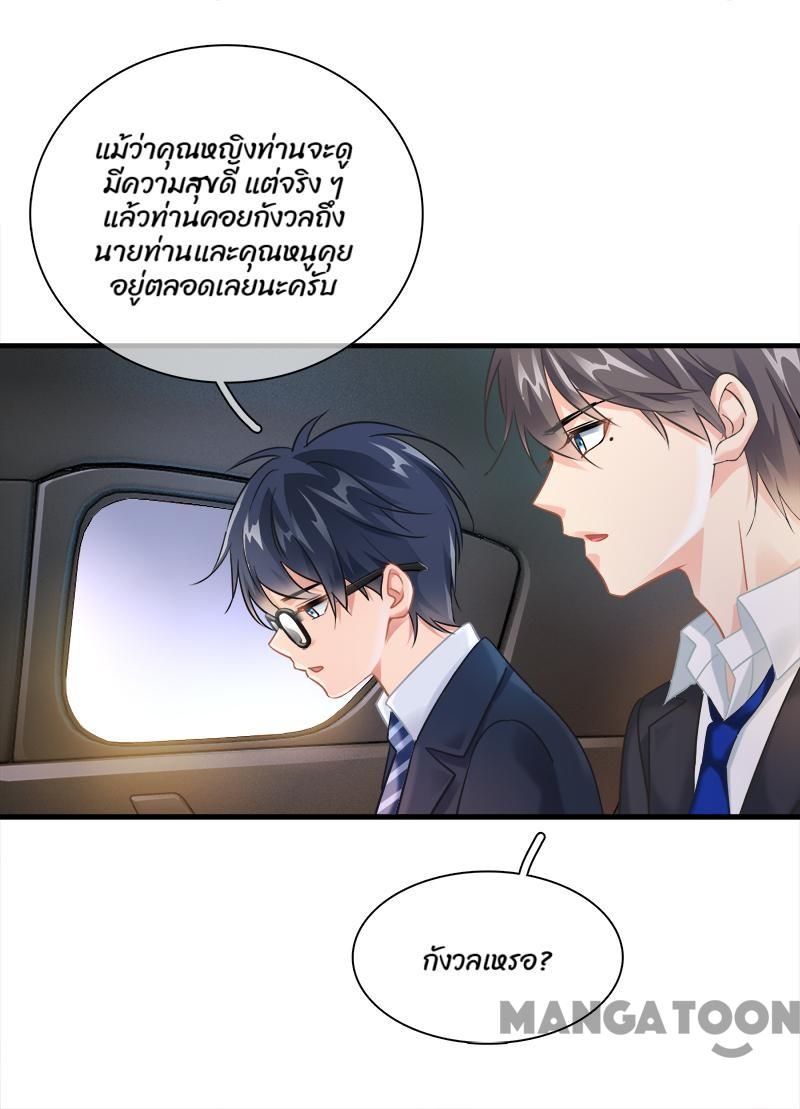 แม้ว่าคุณหญิงท่านจะดู
มีความสุขดี แต่จริง ๆ
แล้วท่านคอยกังวลถึง
นายท่านและคุณหนูคุย
อยู่ตลอดเลยนะครับ
กังวลเหรอ?
MANGATOON